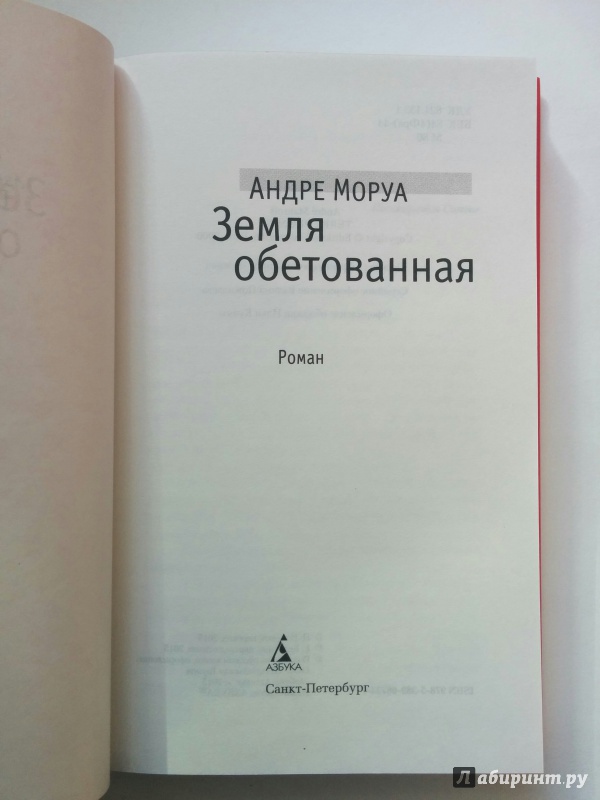 АНДРЕ МОРУА
Земля
обетованная
Роман
АЗБУКА
Санкт-Петербург
Лабиринт.ру